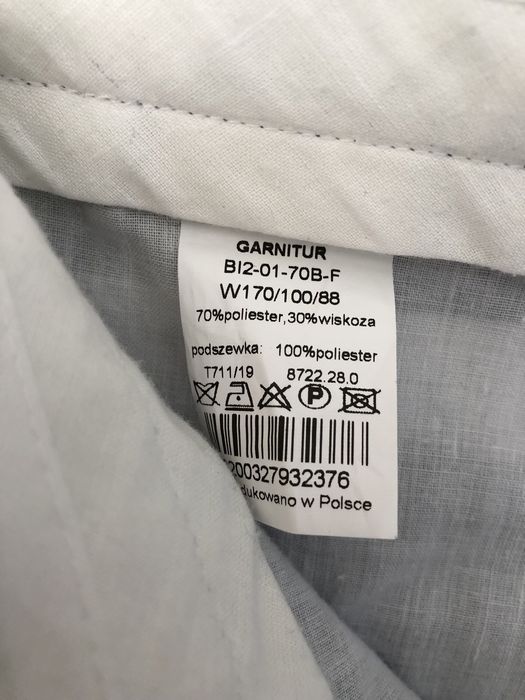 GARNITUR
BI2-01-70B-F
W170/100/88
70%poliester,30%wiskoza
podszewka: 100%poliester
T711/19 8722.28.0
P
200327932376
dukowano w Polsce